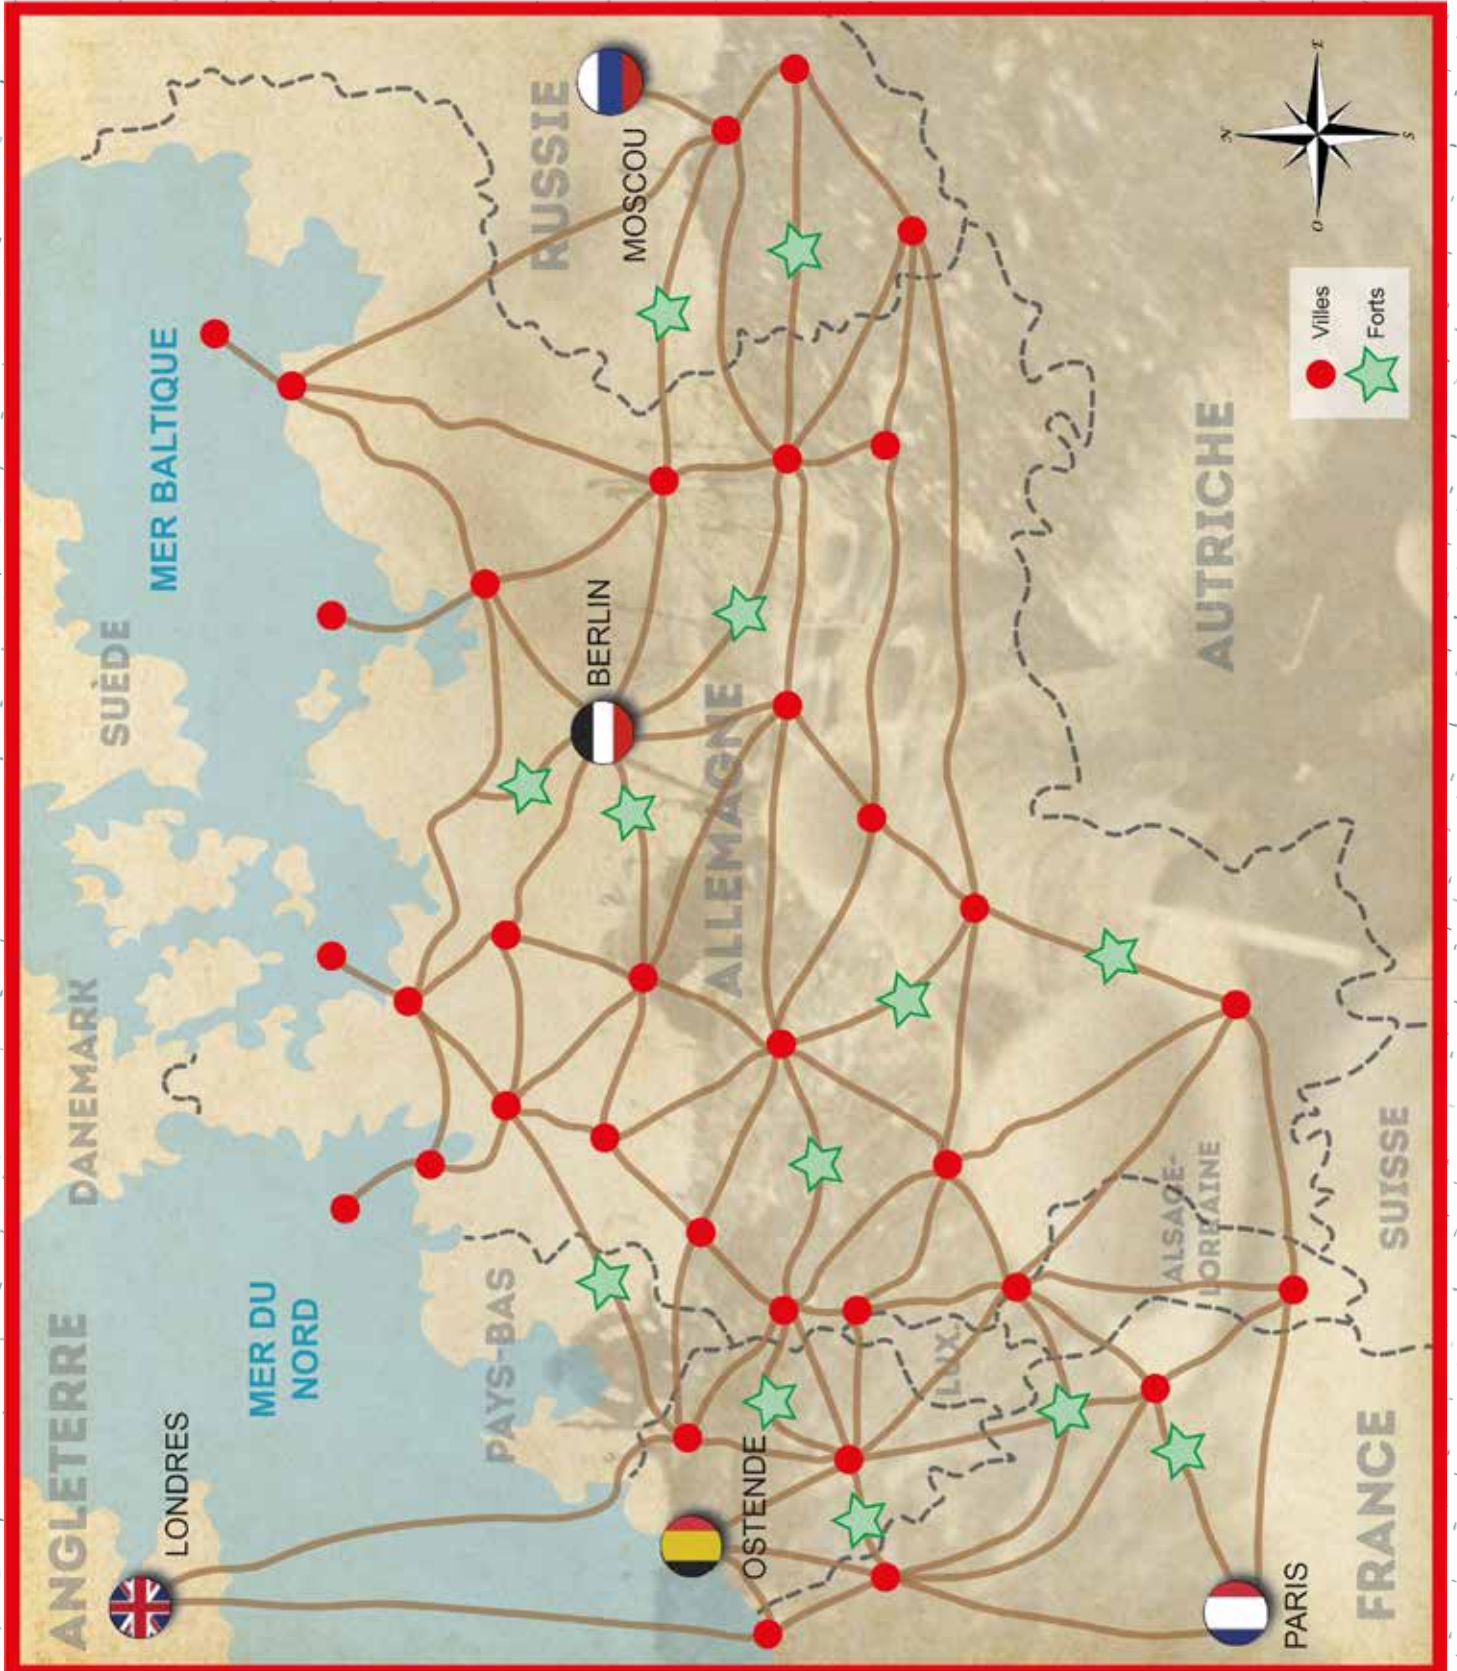 ANGLETERRE
LONDRES
MER DU
NORD
DANEMARK
SUÈDE
MER BALTIQUE
PAYS-BAS
OSTENDE
BERLIN
ALLEMAGNE
RUSSIE
MOSCOU
LUX.
ALSACE-
LORRAINE
PARIS
FRANCE
SUISSE
AUTRICHE
Villes
Forts
N
E
S
O